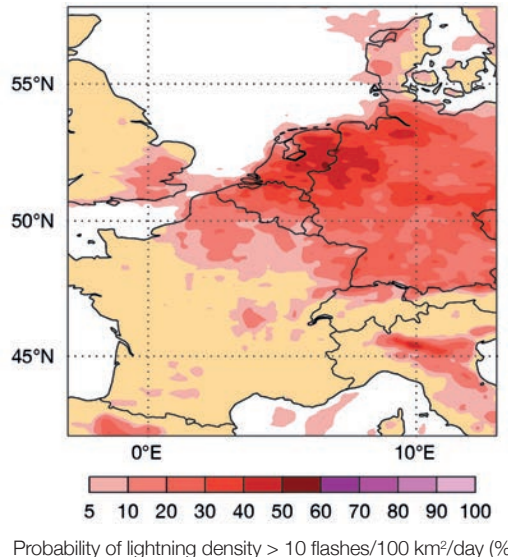 55°N
50°N
45°N
0°E 10°E
5 10 20 30 40 50 60 70 80 90 100
Probability of lightning density > 10 flashes/100 km²/day (%